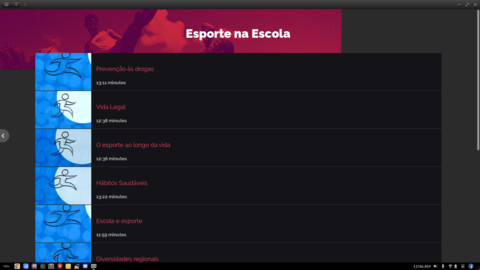 Esporte na Escola
Prevenção às drogas
13:11 minutes
Vida Legal
12:38 minutes
O esporte ao longo da vida
12:36 minutes
Hábitos Saudáveis
13:22 minutes
Escola e esporte
11:59 minutes
Diversidades regionais